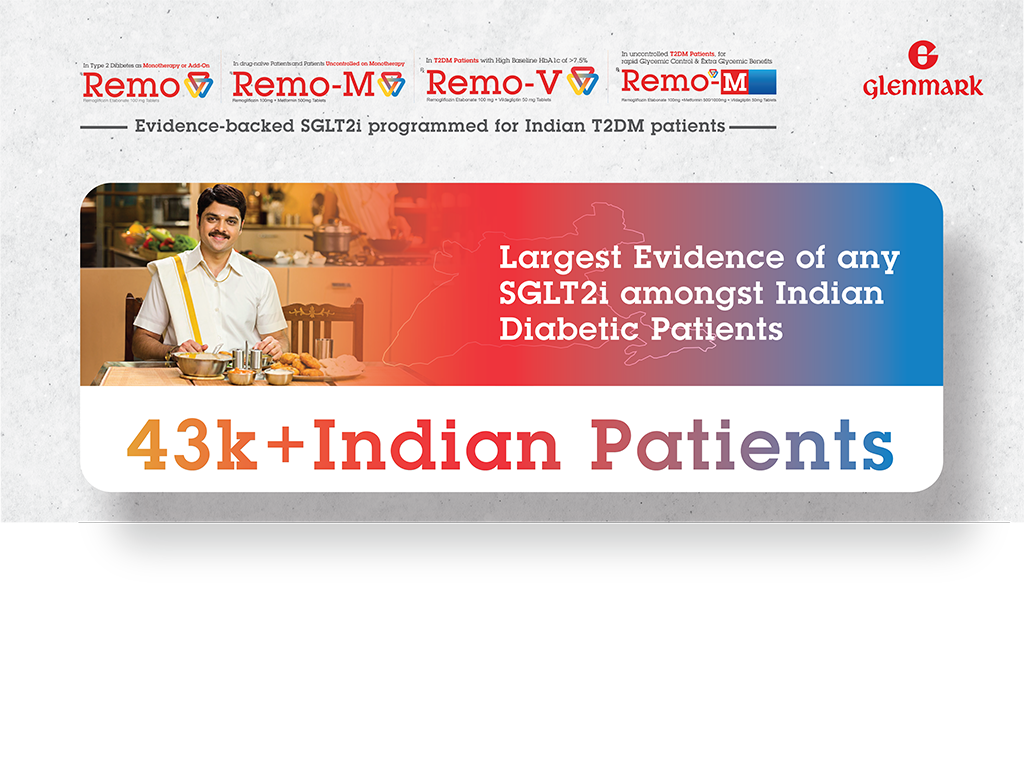 In Type 2 Dibbetes as Monotherapy or Add-On
Remo
Remogliflozin 100mg Tablets
In drug-naive Patients and Patients Uncontrolled on Monotherapy
Remo-M
Remogliflozin 100mg + Metformin 500mg Tablets
In T2DM Patients with High Baseline HbA1c of >7.5%
Remo-V
Remogliflozin Etabonate 100 mg + Vildagliptin 50 mg Tablets
In uncontrolled T2DM Patients, for
rapid Glycemic Control & Extra Glycemic Benefits
Remo-M
Remogliflozin Etabonate 100mg +Metformin 500/1000mg + Vildagliptin 50mg Tablets
GLENMARK
Evidence-backed SGLT2i programmed for Indian T2DM patients
Largest Evidence of any
SGLT2i amongst Indian
Diabetic Patients
43k+Indian Patients